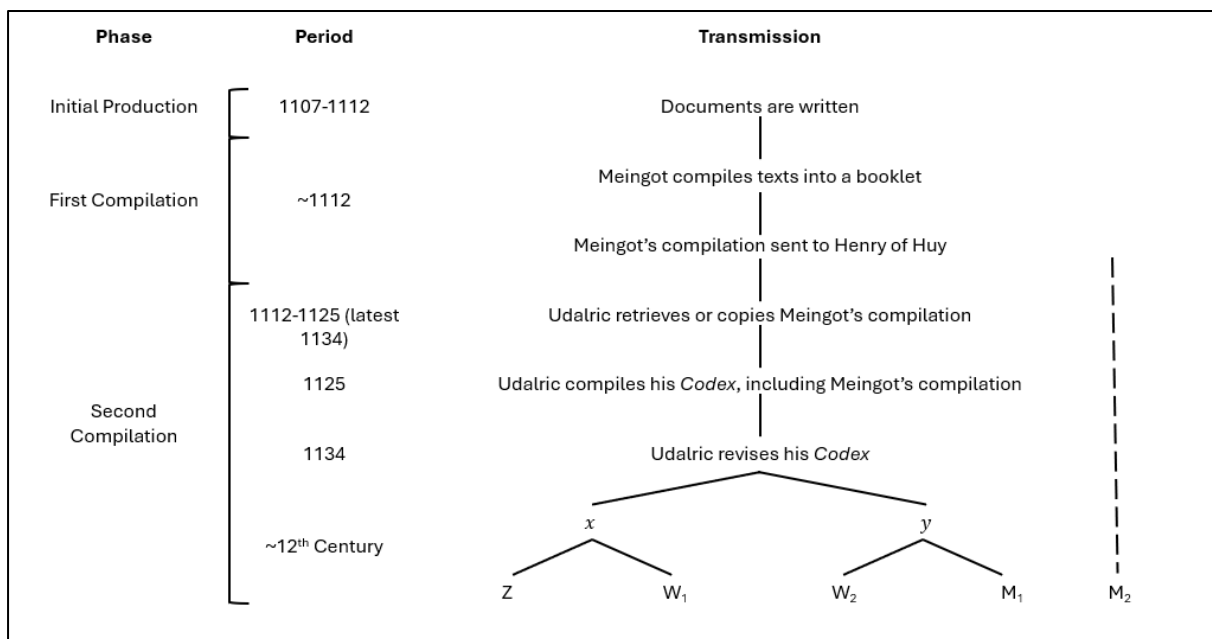 Phase Period Transmission
Initial Production 1107-1112 Documents are written
Meingot compiles texts into a booklet
First Compilation ~1112
Meingot’s compilation sent to Henry of Huy
1112-1125 (latest
1134)
Udalric retrieves or copies Meingot’s compilation
1125 Udalric compiles his Codex, including Meingot’s compilation
Second
Compilation
1134 Udalric revises his Codex
x y
~12th Century
Z W₁ W₂ M₁ M₂